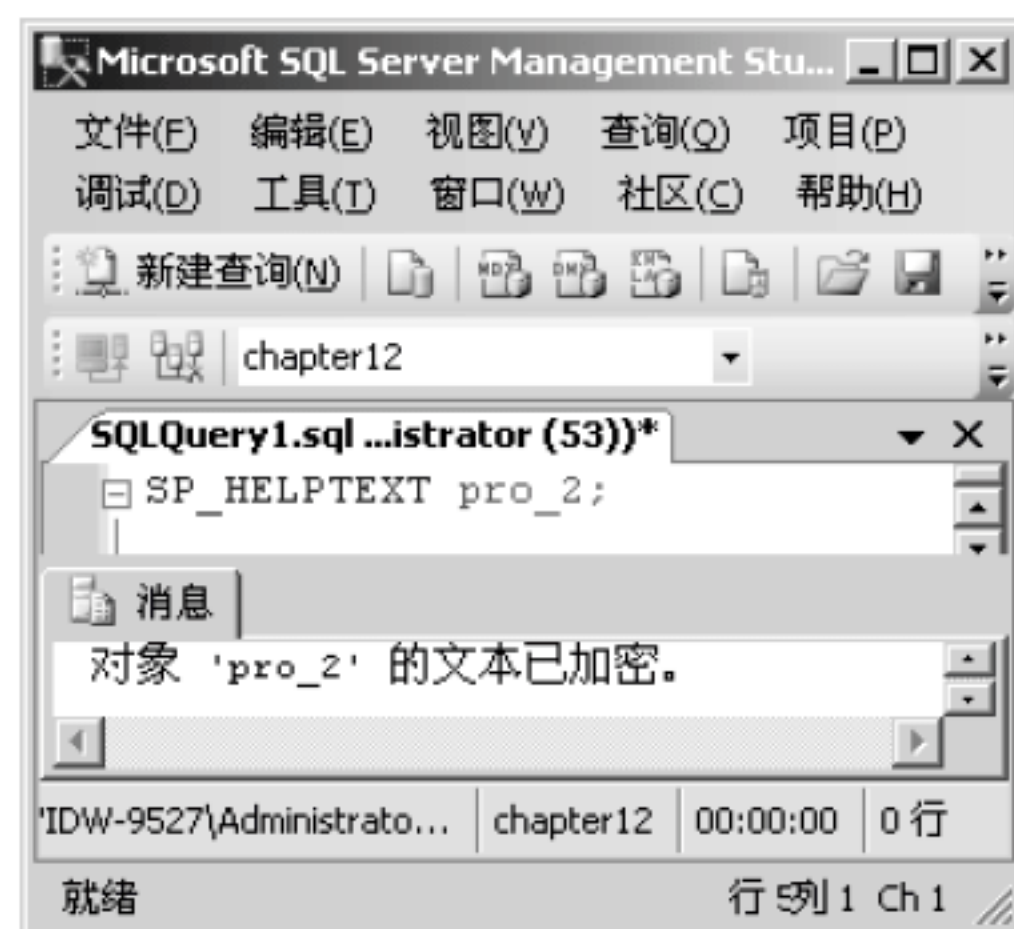 Microsoft SQL Server Management Stu...
文件(F) 编辑(E) 视图(V) 查询(Q) 项目(P)
调试(D) 工具(T) 窗口(W) 社区(C) 帮助(H)
新建查询(N)
chapter12
SQLQuery1.sql ...istrator (53))*
SP_HELPTEXT pro_2;
消息
对象 'pro_2' 的文本已加密。
'IDW-9527\Administrato... chapter12 00:00:00 0 行
就绪 行 5 列 1 Ch 1